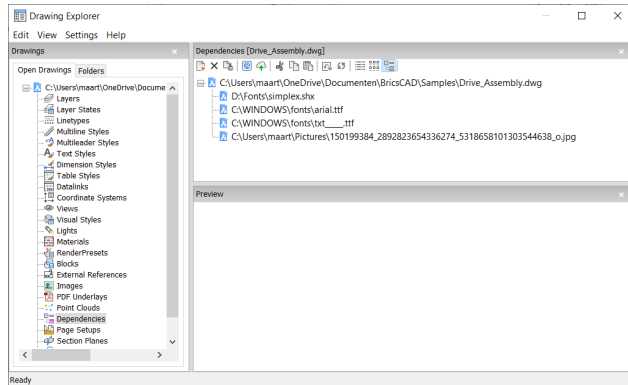 Drawing Explorer
Edit View Settings Help
Drawings
Open Drawings Folders
C:\Users\maart\OneDrive\Docume
Layers
Layer States
Linetypes
Multiline Styles
Multileader Styles
Text Styles
Dimension Styles
Table Styles
Datalinks
Coordinate Systems
Views
Visual Styles
Lights
Materials
RenderPresets
Blocks
External References
Images
PDF Underlays
Point Clouds
Dependencies
Page Setups
Section Planes
Dependencies [Drive_Assembly.dwg]
C:\Users\maart\OneDrive\Documenten\BricsCAD\Samples\Drive_Assembly.dwg
D:\Fonts\simplex.shx
C:\WINDOWS\fonts\arial.ttf
C:\WINDOWS\fonts\txt____.ttf
C:\Users\maart\Pictures\150199384_2892823654336274_5318658101303544638_o.jpg
Preview
Ready